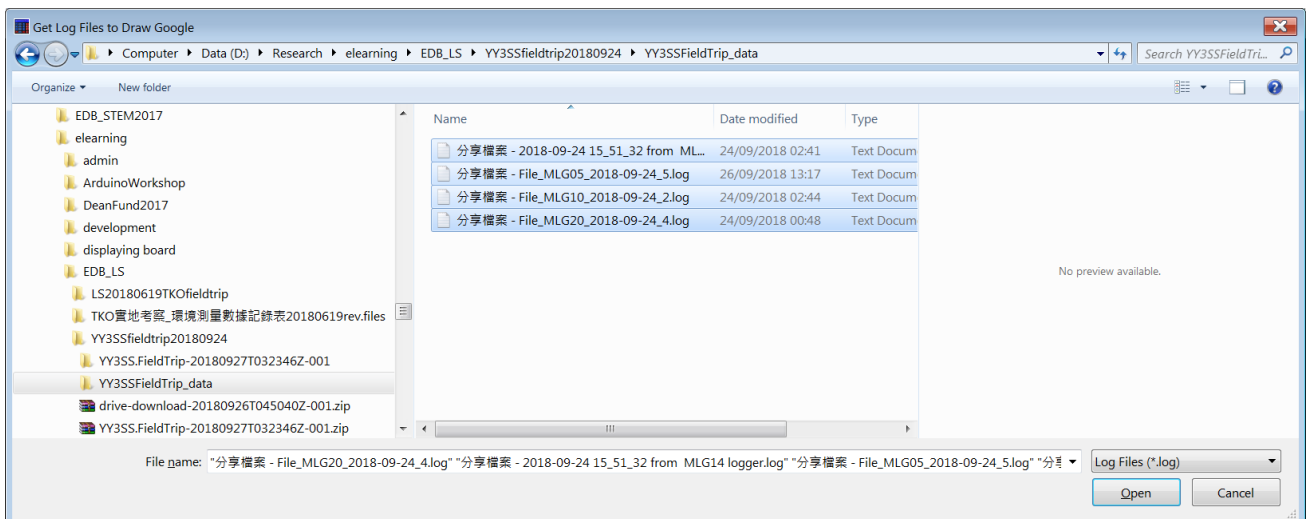 Get Log Files to Draw Google
Computer Data (D:) Research elearning EDB_LS YY3SSfieldtrip20180924 YY3SSFieldTrip_data
Search YY3SSFieldTri...
Organize New folder
EDB_STEM2017
elearning
admin
ArduinoWorkshop
DeanFund2017
development
displaying board
EDB_LS
LS20180619TKOfieldtrip
TKO實地考察_環境測量數據記錄表20180619rev.files
YY3SSfieldtrip20180924
YY3SS.FieldTrip-20180927T032346Z-001
YY3SSFieldTrip_data
drive-download-20180926T045040Z-001.zip
YY3SS.FieldTrip-20180927T032346Z-001.zip
Name Date modified Type
分享檔案 - 2018-09-24 15_51_32 from  ML... 24/09/2018 02:41 Text Docum
分享檔案 - File_MLG05_2018-09-24_5.log 26/09/2018 13:17 Text Docum
分享檔案 - File_MLG10_2018-09-24_2.log 24/09/2018 02:44 Text Docum
分享檔案 - File_MLG20_2018-09-24_4.log 24/09/2018 00:48 Text Docum
No preview available.
File name: "分享檔案 - File_MLG20_2018-09-24_4.log" "分享檔案 - 2018-09-24 15_51_32 from  MLG14 logger.log" "分享檔案 - File_MLG05_2018-09-24_5.log" "分享
Log Files (*.log)
Open Cancel